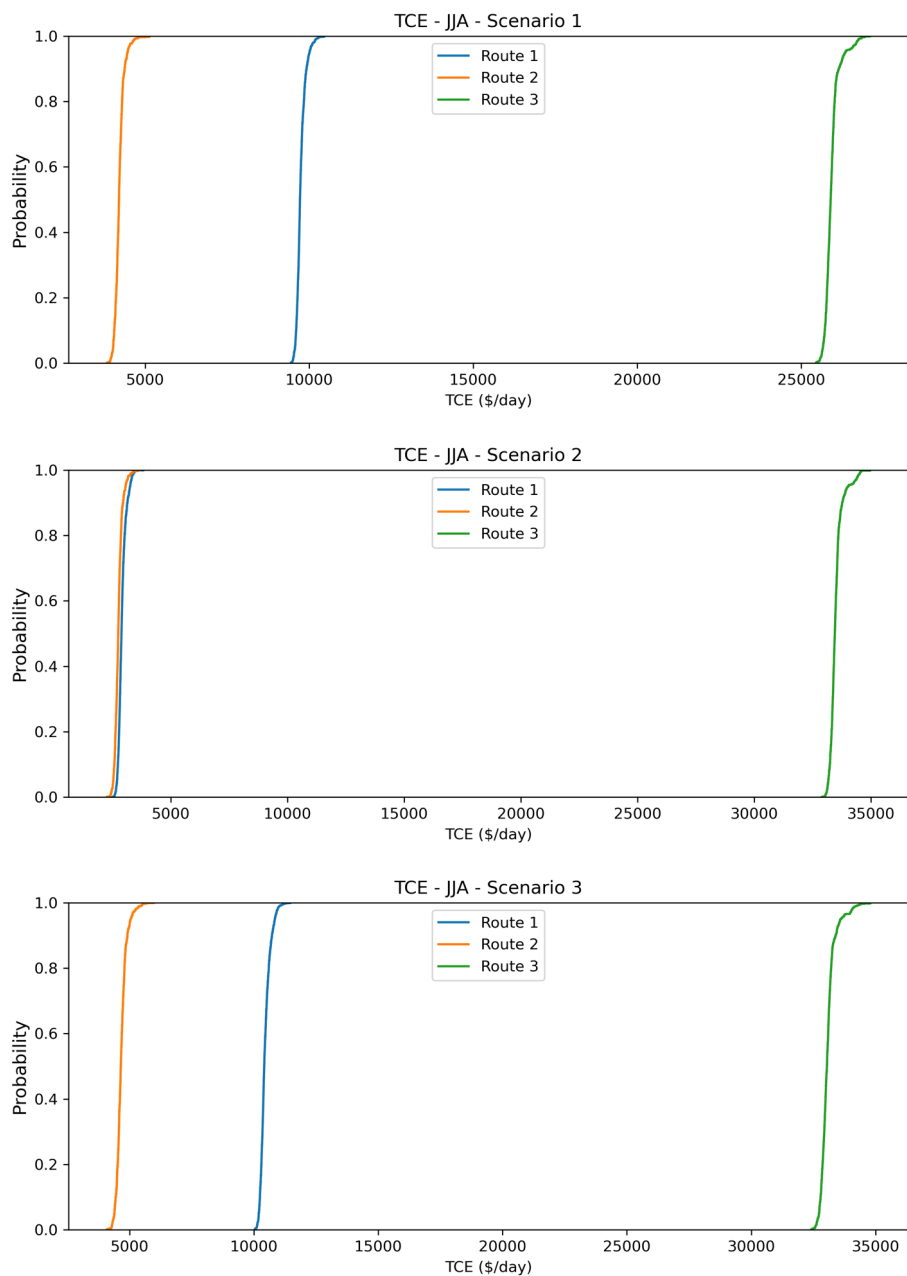 TCE - JJA - Scenario 1
1.0
0.8
0.6
0.4
0.2
0.0
Probability
Route 1
Route 2
Route 3
5000 10000 15000 20000 25000
TCE ($/day)
TCE - JJA - Scenario 2
1.0
0.8
0.6
0.4
0.2
0.0
Probability
Route 1
Route 2
Route 3
5000 10000 15000 20000 25000 30000 35000
TCE ($/day)
TCE - JJA - Scenario 3
1.0
0.8
0.6
0.4
0.2
0.0
Probability
Route 1
Route 2
Route 3
5000 10000 15000 20000 25000 30000 35000
TCE ($/day)